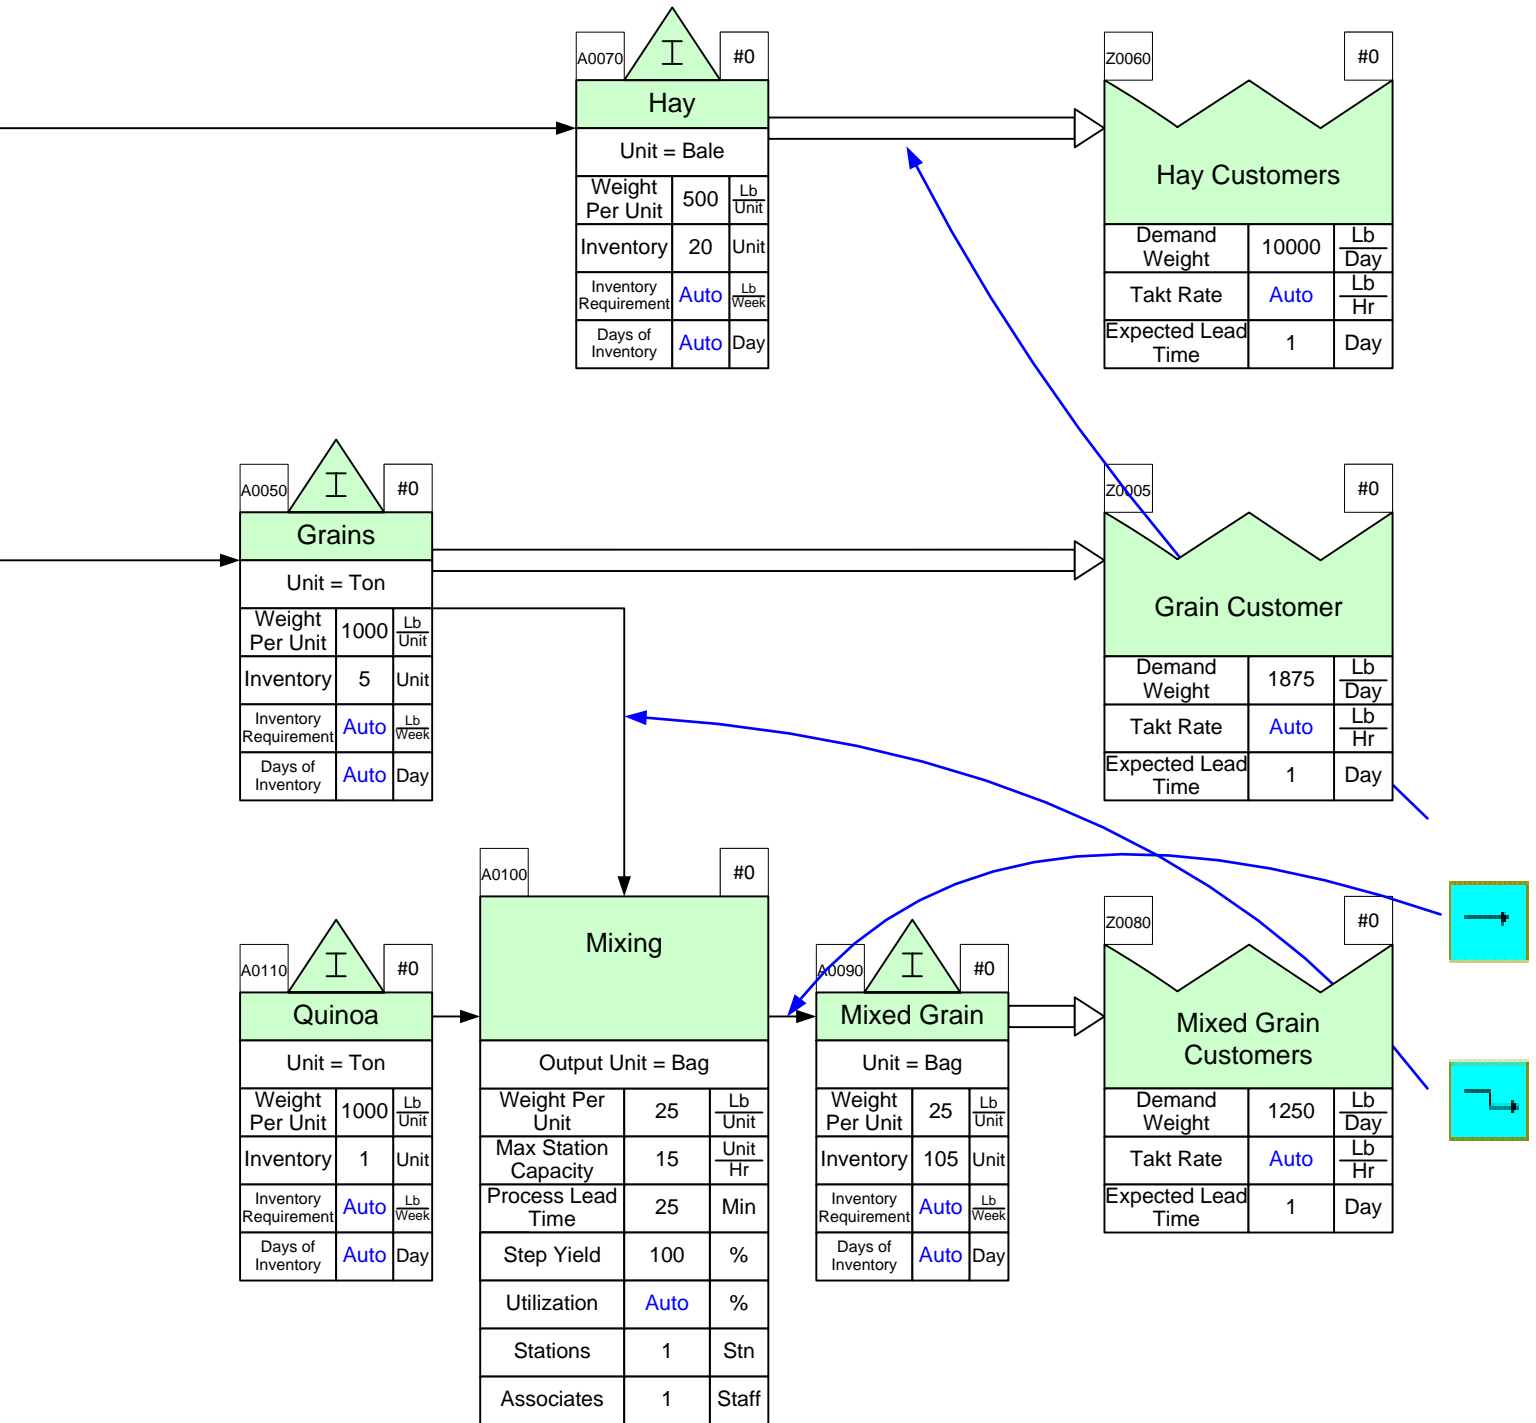 A0070
#0
Hay
Unit = Bale
Weight
Per Unit
500
Lb
Unit
Inventory
20
Unit
Inventory
Requirement
Auto
Lb
Week
Days of
Inventory
Auto
Day
Z0060
#0
Hay Customers
Demand
Weight
10000
Lb
Day
Takt Rate
Auto
Lb
Hr
Expected Lead
Time
1
Day
A0050
#0
Grains
Unit = Ton
Weight
Per Unit
1000
Lb
Unit
Inventory
5
Unit
Inventory
Requirement
Auto
Lb
Week
Days of
Inventory
Auto
Day
Z0005
#0
Grain Customer
Demand
Weight
1875
Lb
Day
Takt Rate
Auto
Lb
Hr
Expected Lead
Time
1
Day
A0110
#0
Quinoa
Unit = Ton
Weight
Per Unit
1000
Lb
Unit
Inventory
1
Unit
Inventory
Requirement
Auto
Lb
Week
Days of
Inventory
Auto
Day
A0100
#0
Mixing
Output Unit = Bag
Weight Per
Unit
25
Lb
Unit
Max Station
Capacity
15
Unit
Hr
Process Lead
Time
25
Min
Step Yield
100
%
Utilization
Auto
%
Stations
1
Stn
Associates
1
Staff
A0090
#0
Mixed Grain
Unit = Bag
Weight
Per Unit
25
Lb
Unit
Inventory
105
Unit
Inventory
Requirement
Auto
Lb
Week
Days of
Inventory
Auto
Day
Z0080
#0
Mixed Grain
Customers
Demand
Weight
1250
Lb
Day
Takt Rate
Auto
Lb
Hr
Expected Lead
Time
1
Day